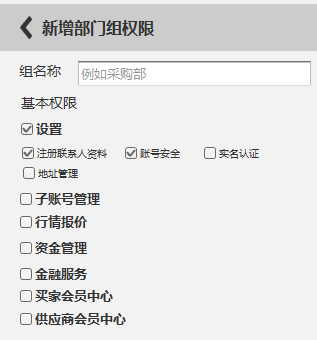 新增部门组权限
组名称 例如采购部
基本权限
设置
注册联系人资料 账号安全 实名认证
地址管理
子账号管理
行情报价
资金管理
金融服务
买家会员中心
供应商会员中心